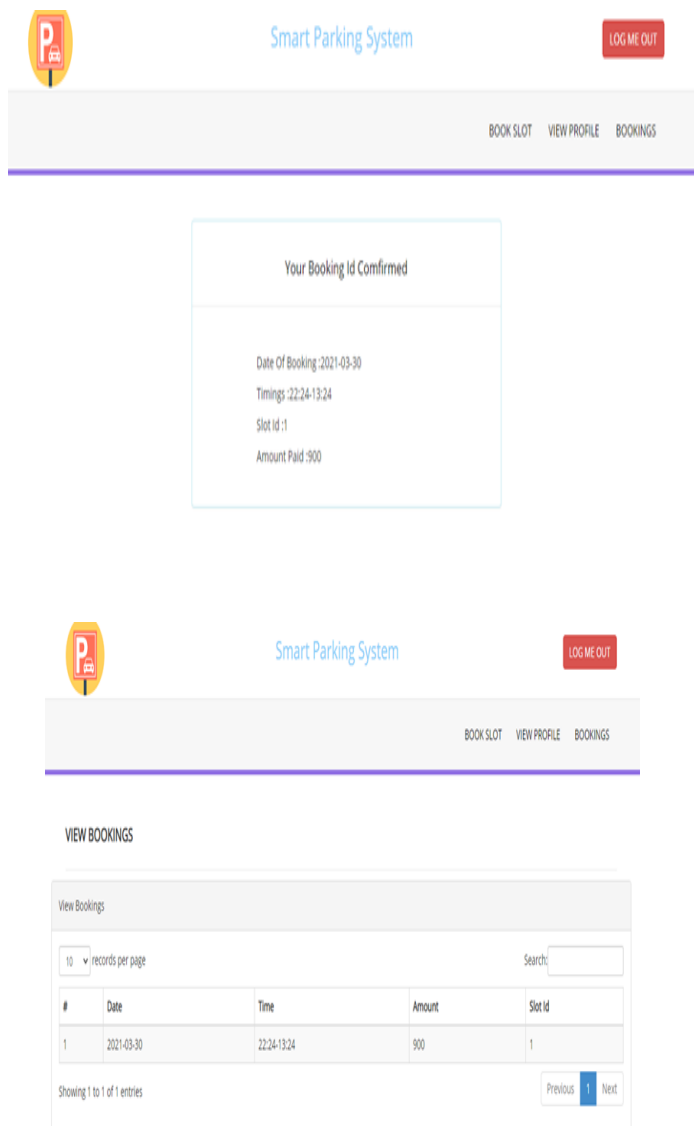 P
Smart Parking System
LOG ME OUT
BOOK SLOT VIEW PROFILE BOOKINGS
Your Booking Id Comfirmed
Date Of Booking :2021-03-30
Timings :22:24-13:24
Slot Id :1
Amount Paid :900
P
Smart Parking System
LOG ME OUT
BOOK SLOT VIEW PROFILE BOOKINGS
VIEW BOOKINGS
View Bookings
10 records per page Search:
# Date Time Amount Slot Id
1 2021-03-30 22:24-13:24 900 1
Showing 1 to 1 of 1 entries Previous 1 Next